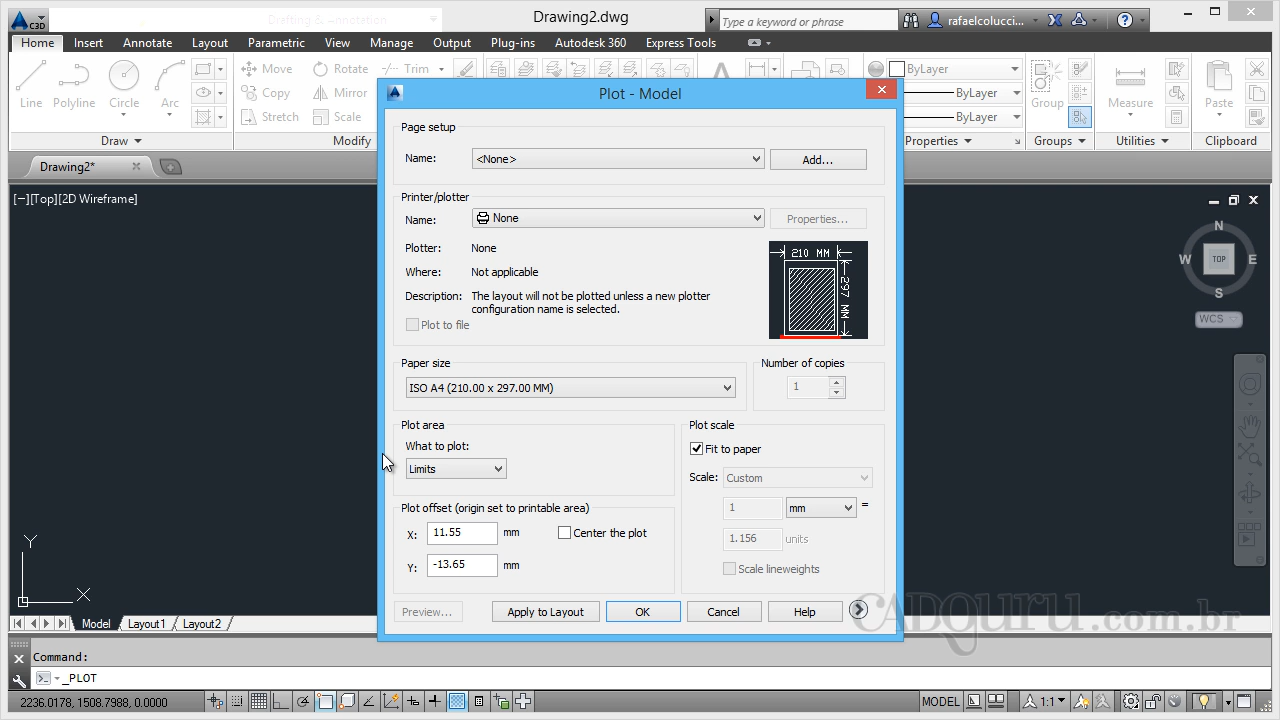 C3D
Drafting & Annotation
Drawing2.dwg
Type a keyword or phrase
rafaelcolucci...
Home Insert Annotate Layout Parametric View Manage Output Plug-ins Autodesk 360 Express Tools
Line Polyline Circle Arc
Move Rotate Trim
Copy Mirror
Stretch Scale
ByLayer
ByLayer
ByLayer
Group Measure Paste
Draw Modify Properties Groups Utilities Clipboard
Drawing2*
[−][Top][2D Wireframe]
Plot - Model
Page setup
Name: <None> Add...
Printer/plotter
Name: None Properties...
Plotter: None
Where: Not applicable
Description: The layout will not be plotted unless a new plotter
configuration name is selected.
Plot to file
210 MM
297 MM
Paper size
ISO A4 (210.00 x 297.00 MM)
Number of copies
1
Plot area
What to plot:
Limits
Plot scale
Fit to paper
Scale: Custom
1 mm =
1.156 units
Scale lineweights
Plot offset (origin set to printable area)
X: 11.55 mm Center the plot
Y: -13.65 mm
Preview... Apply to Layout OK Cancel Help
N
W TOP E
S
WCS
Y
X
CADGURU.com.br
Model Layout1 Layout2
Command:
_PLOT
2236.0178, 1508.7988, 0.0000
MODEL 1:1